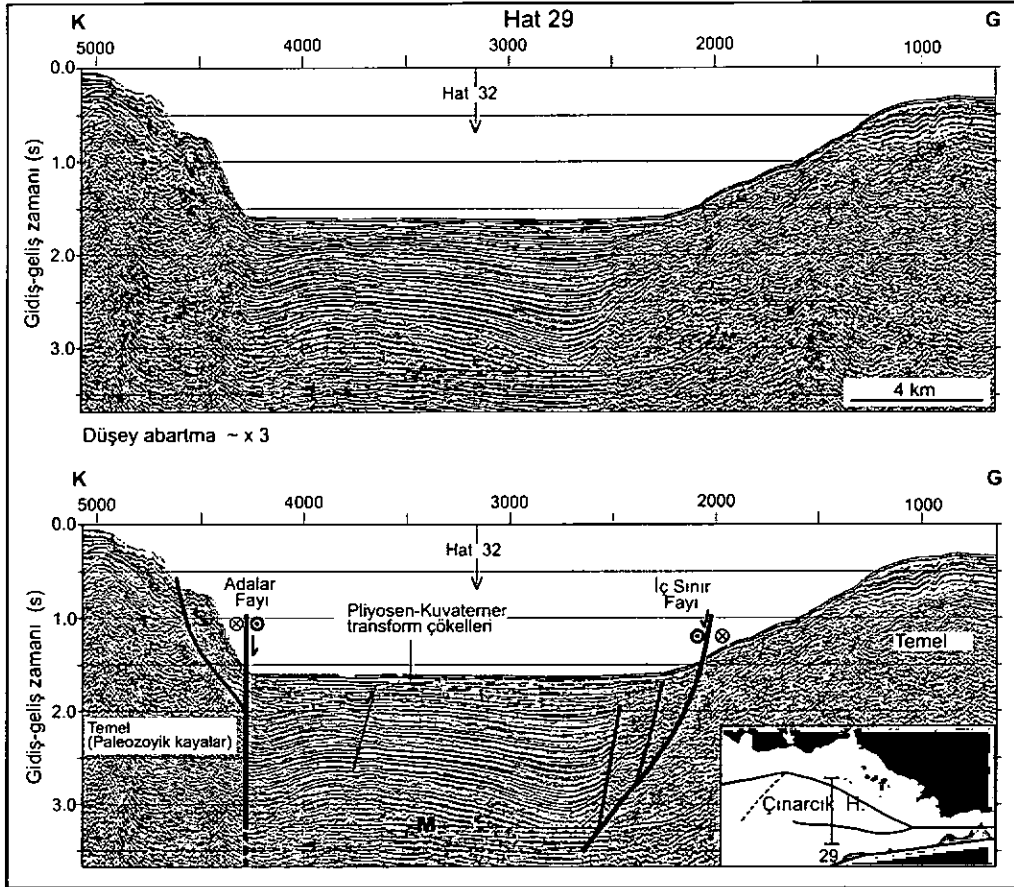 Hat 29
K G
5000 4000 3000 2000 1000
Hat 32
0.0
1.0
2.0
3.0
Gidiş-geliş zamanı (s)
4 km
Düşey abartma ~ x 3
K G
5000 4000 3000 2000 1000
Hat 32
0.0
1.0
2.0
3.0
Gidiş-geliş zamanı (s)
Adalar
Fayı
İç Sınır
Fayı
Pliyosen-Kuvaterner
transform çökelleri
Temel
Temel
(Paleozoyik kayalar)
M
Çınarcık H.
29